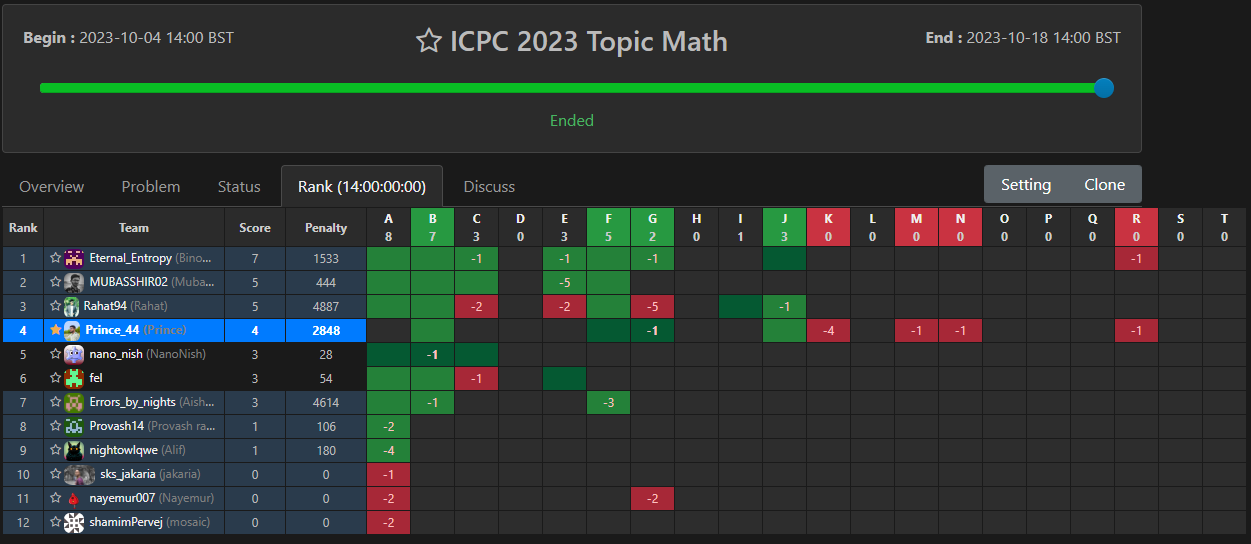 Begin : 2023-10-04 14:00 BST
ICPC 2023 Topic Math
End : 2023-10-18 14:00 BST
Ended
Overview Problem Status Rank (14:00:00:00) Discuss Setting Clone
Rank Team Score Penalty A B C D E F G H I J K L M N O P Q R S T
8 7 3 0 3 5 2 0 1 3 0 0 0 0 0 0 0 0 0 0
1 Eternal_Entropy (Bino... 7 1533 -1 -1 -1 -1
2 MUBASSHIR02 (Muba... 5 444 -5
3 Rahat94 (Rahat) 5 4887 -2 -2 -5 -1
4 Prince_44 (Prince) 4 2848 -1 -4 -1 -1 -1
5 nano_nish (NanoNish) 3 28 -1
6 fel 3 54 -1
7 Errors_by_nights (Aish... 3 4614 -1 -3
8 Provash14 (Provash ra... 1 106 -2
9 nightowlqwe (Alif) 1 180 -4
10 sks_jakaria (jakaria) 0 0 -1
11 nayemur007 (Nayemur) 0 0 -2 -2
12 shamimPervej (mosaic) 0 0 -2